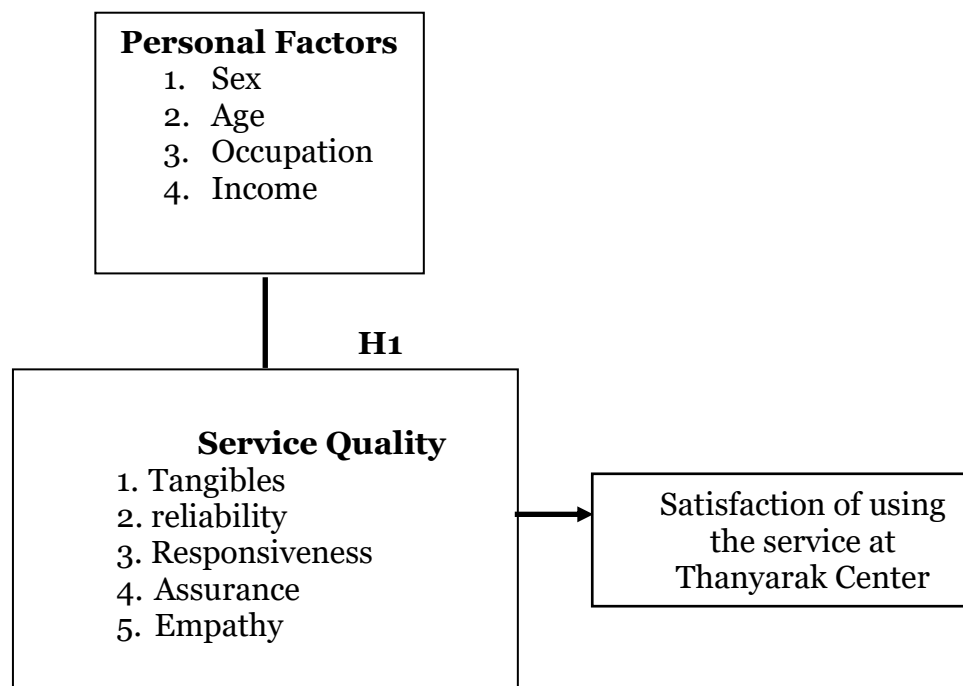 Personal Factors
1. Sex
2. Age
3. Occupation
4. Income
H1
Service Quality
1. Tangibles
2. reliability
3. Responsiveness
4. Assurance
5. Empathy
Satisfaction of using
the service at
Thanyarak Center